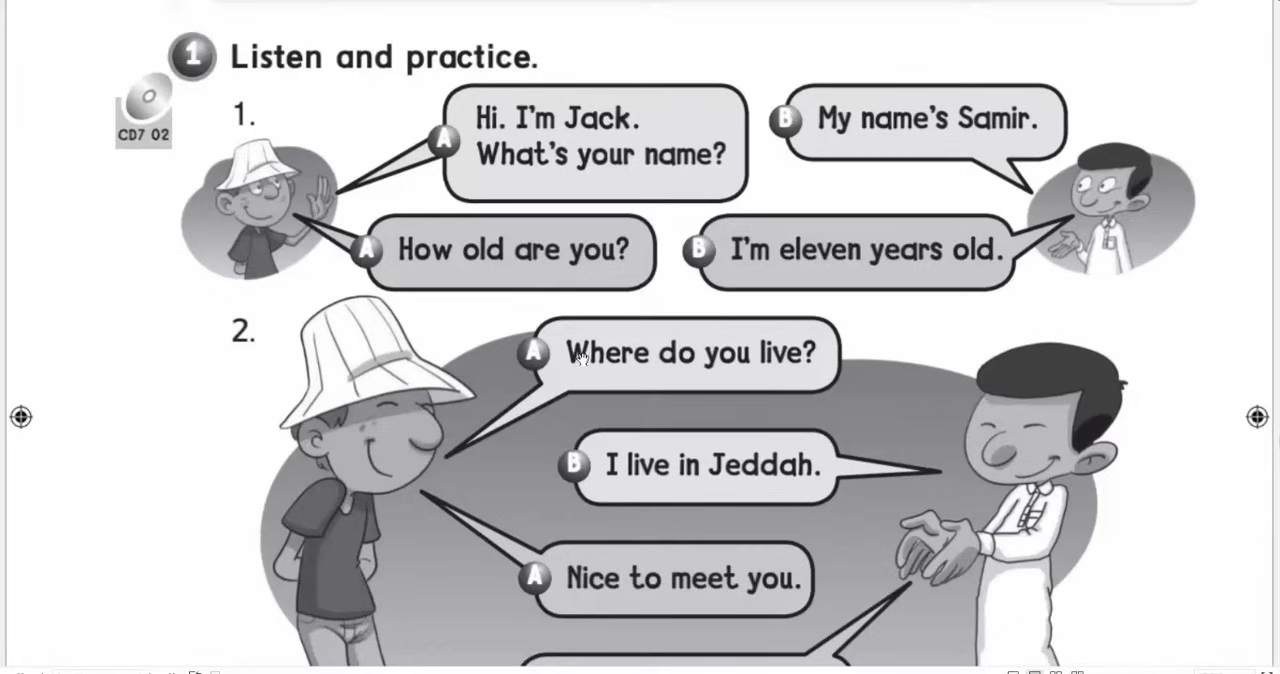 1 Listen and practice.
CD7 02
1.
A Hi. I'm Jack.
What's your name?
B My name's Samir.
A How old are you?
B I'm eleven years old.
2.
A Where do you live?
B I live in Jeddah.
A Nice to meet you.